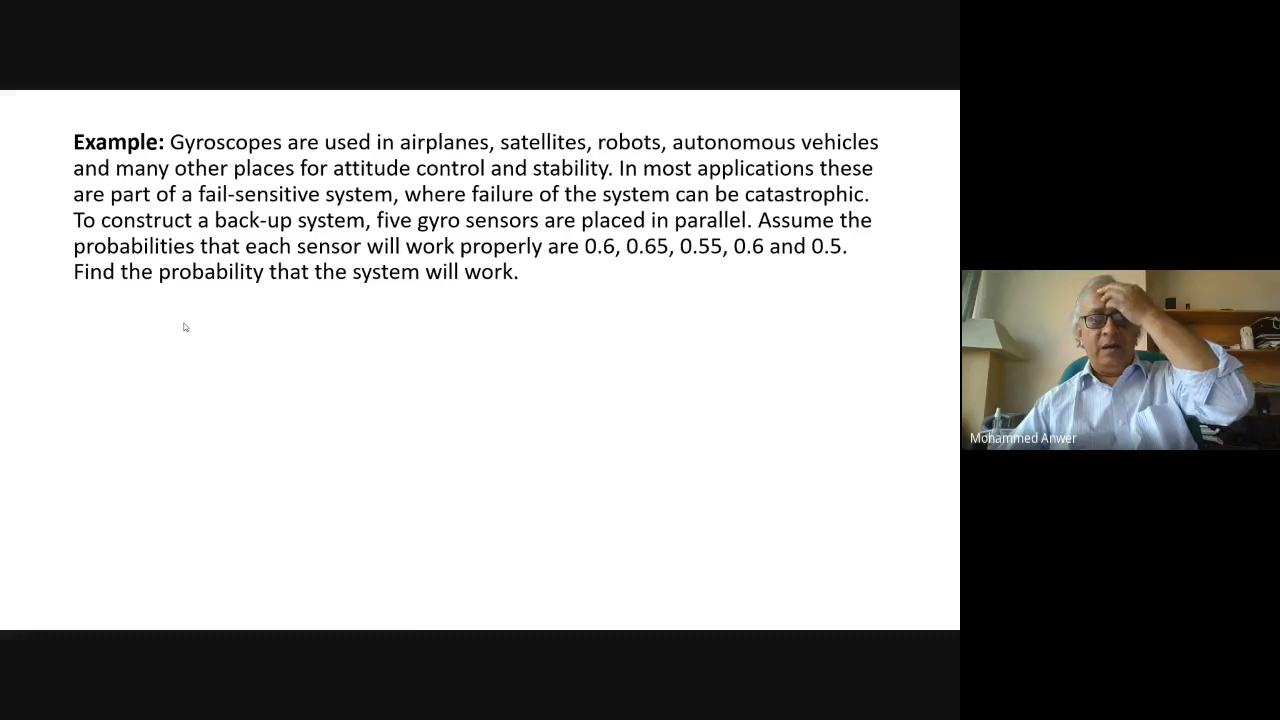 Example: Gyroscopes are used in airplanes, satellites, robots, autonomous vehicles
and many other places for attitude control and stability. In most applications these
are part of a fail-sensitive system, where failure of the system can be catastrophic.
To construct a back-up system, five gyro sensors are placed in parallel. Assume the
probabilities that each sensor will work properly are 0.6, 0.65, 0.55, 0.6 and 0.5.
Find the probability that the system will work.
Mohammed Anwer